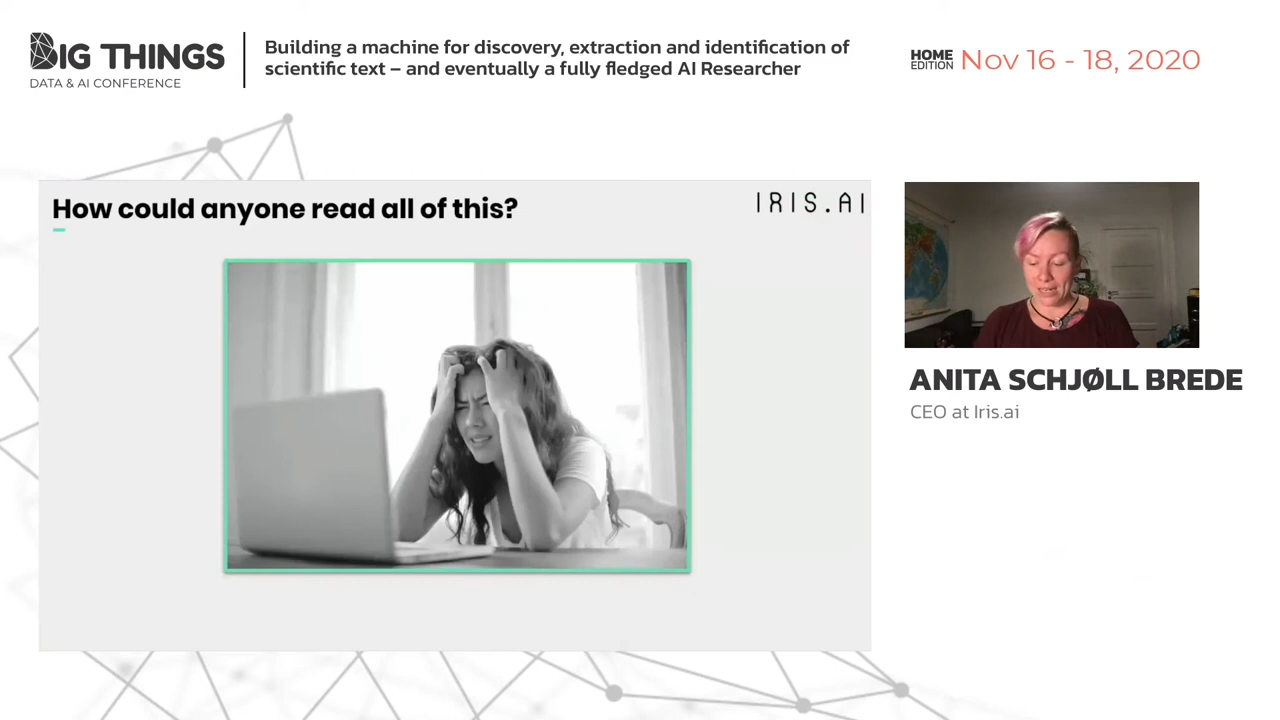 BIG THINGS
DATA & AI CONFERENCE
Building a machine for discovery, extraction and identification of
scientific text – and eventually a fully fledged AI Researcher
HOME
EDITION
Nov 16 - 18, 2020
How could anyone read all of this?
IRIS.AI
ANITA SCHJØLL BREDE
CEO at Iris.ai